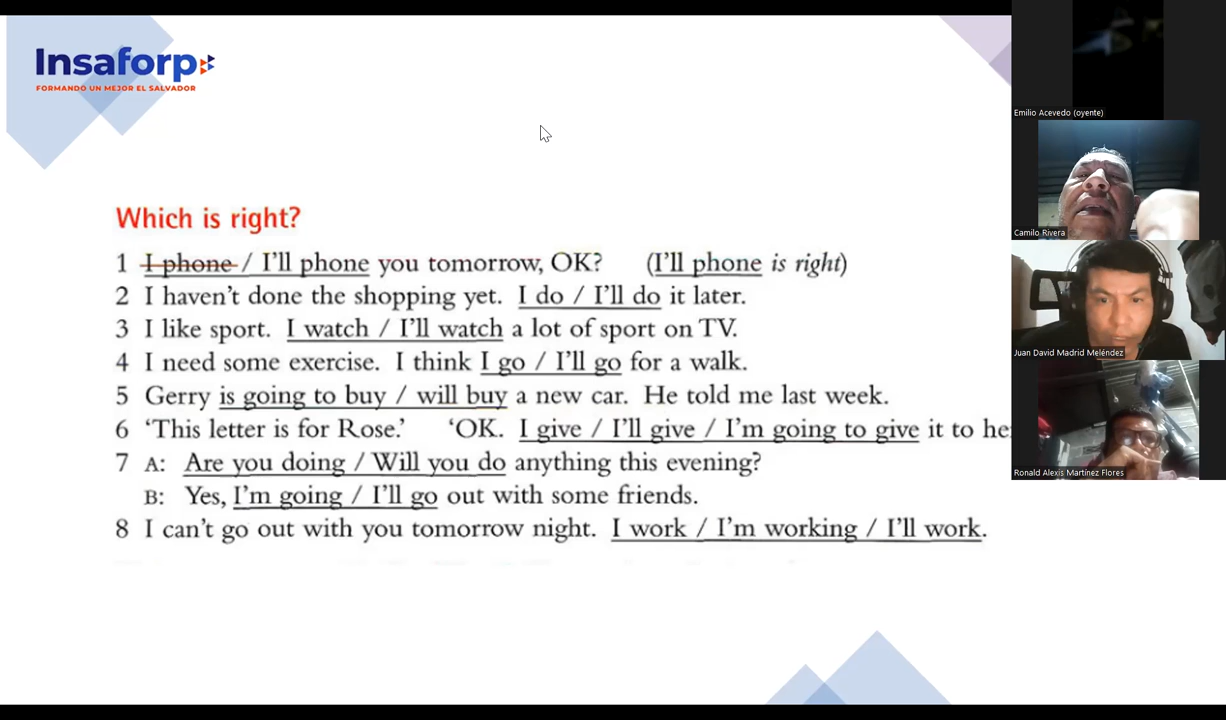 Insaforp
FORMANDO UN MEJOR EL SALVADOR
Which is right?
1 I phone / I'll phone you tomorrow, OK? (I'll phone is right)
2 I haven't done the shopping yet. I do / I'll do it later.
3 I like sport. I watch / I'll watch a lot of sport on TV.
4 I need some exercise. I think I go / I'll go for a walk.
5 Gerry is going to buy / will buy a new car. He told me last week.
6 'This letter is for Rose.' 'OK. I give / I'll give / I'm going to give it to he
7 A: Are you doing / Will you do anything this evening?
B: Yes, I'm going / I'll go out with some friends.
8 I can't go out with you tomorrow night. I work / I'm working / I'll work.
Emilio Acevedo (oyente)
Camilo Rivera
Juan David Madrid Meléndez
Ronald Alexis Martínez Flores